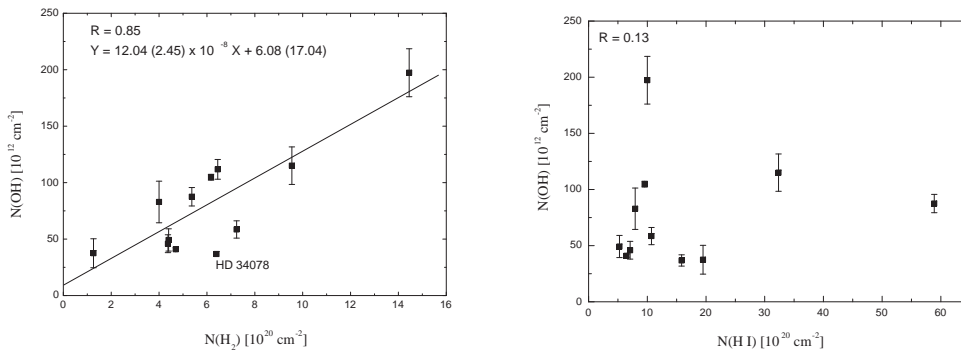 R = 0.85
Y = 12.04 (2.45) x 10 -8 X + 6.08 (17.04)
HD 34078
250
200
150
100
50
0
0 2 4 6 8 10 12 14 16
N(OH) [10^12 cm^-2]
N(H_2) [10^20 cm^-2]
R = 0.13
250
200
150
100
50
0
0 10 20 30 40 50 60
N(OH) [10^12 cm^-2]
N(H I) [10^20 cm^-2]